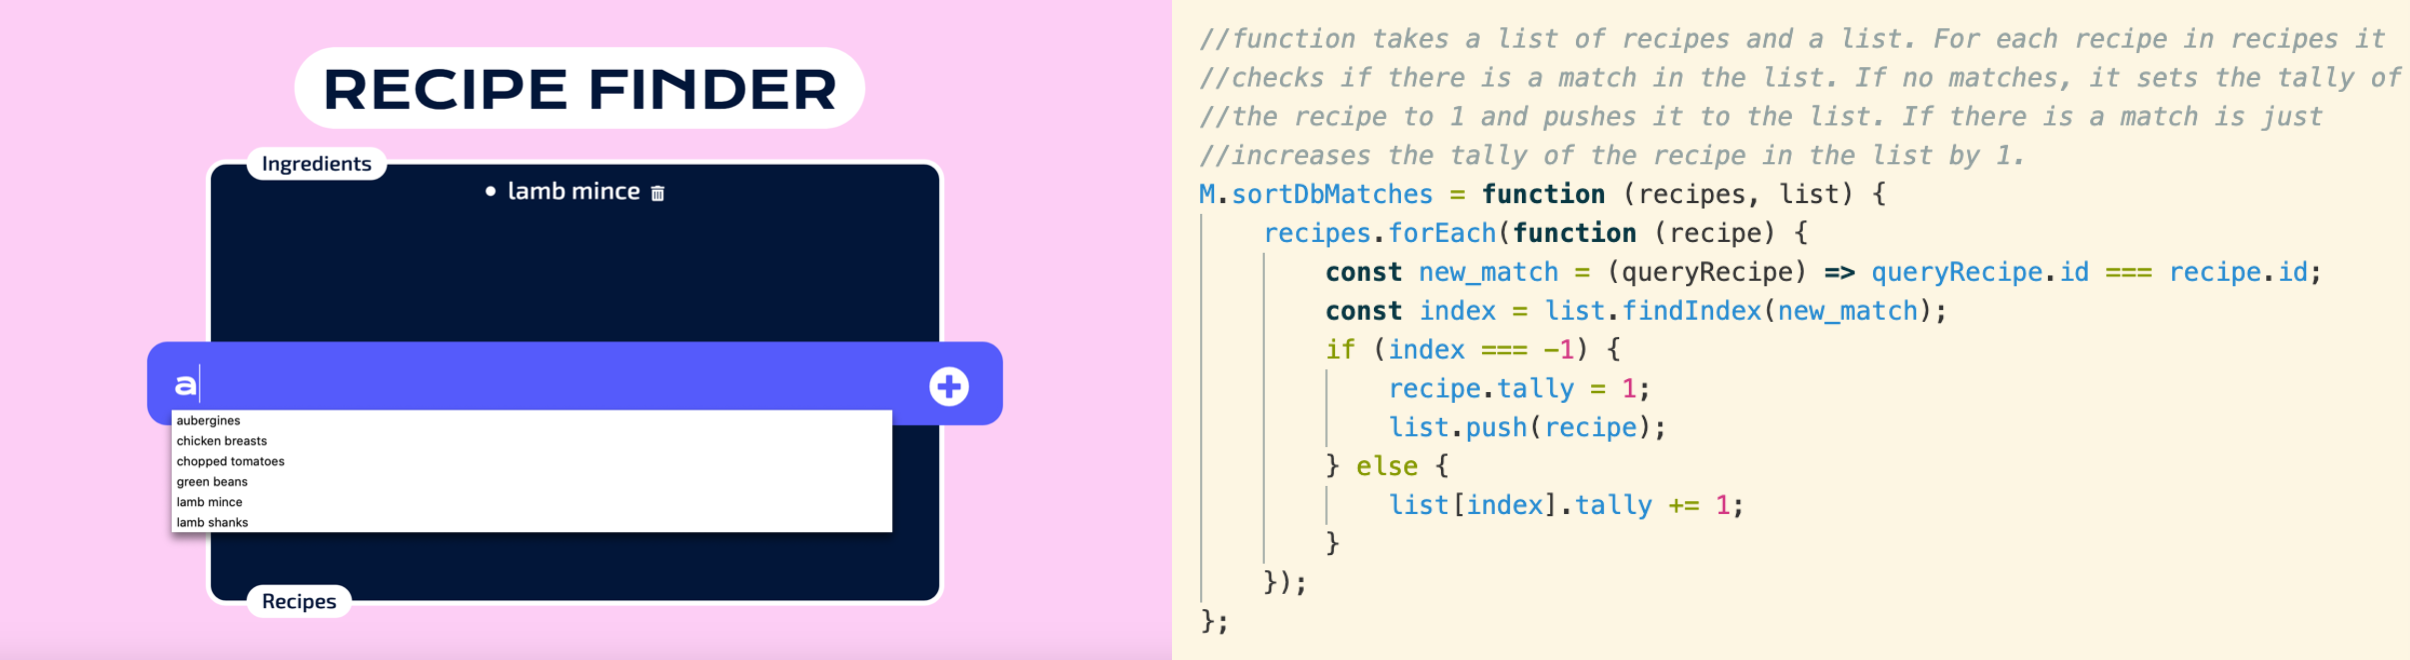 RECIPE FINDER
Ingredients
• lamb mince
a
aubergines
chicken breasts
chopped tomatoes
green beans
lamb mince
lamb shanks
Recipes
//function takes a list of recipes and a list. For each recipe in recipes it
//checks if there is a match in the list. If no matches, it sets the tally of
//the recipe to 1 and pushes it to the list. If there is a match is just
//increases the tally of the recipe in the list by 1.
M.sortDbMatches = function (recipes, list) {
    recipes.forEach(function (recipe) {
        const new_match = (queryRecipe) => queryRecipe.id === recipe.id;
        const index = list.findIndex(new_match);
        if (index === -1) {
            recipe.tally = 1;
            list.push(recipe);
        } else {
            list[index].tally += 1;
        }
    });
};